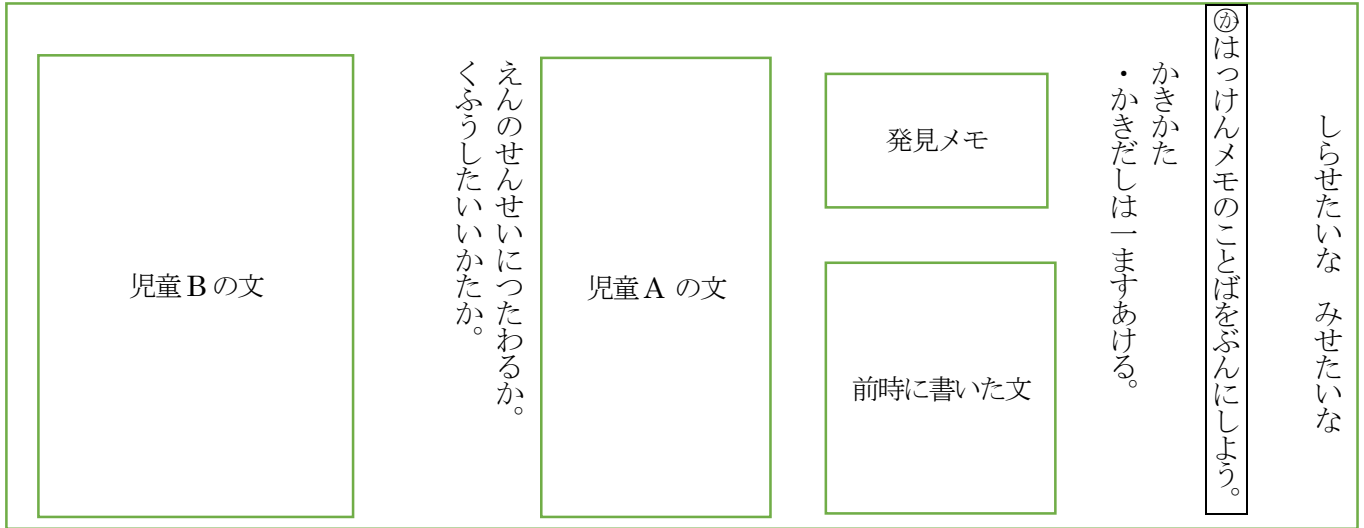 しらせたいな　みせたいな
㋕はっけんメモのことばをぶんにしよう。
かきかた
・かきだしは一ますあける。
発見メモ
前時に書いた文
児童A の文
えんのせんせいにつたわるか。
くふうしたいいかたか。
児童B の文